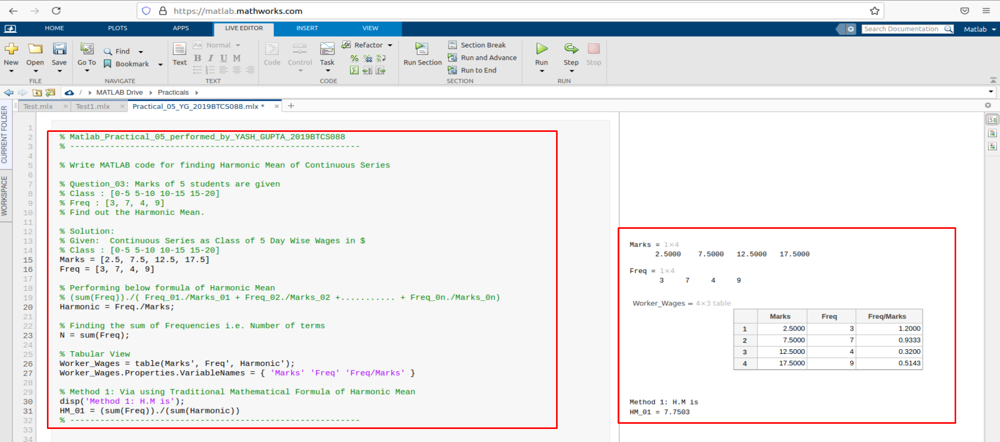 https://matlab.mathworks.com
HOME PLOTS APPS LIVE EDITOR INSERT VIEW Search Documentation Matlab
New Open Save Go To Find Bookmark Text Aa Normal B I U M Code Control Task Refactor Run Section Section Break Run and Advance Run to End Run Step Stop
FILE NAVIGATE TEXT CODE SECTION RUN
/ › MATLAB Drive › Practicals ›
Test.mlx × Test1.mlx × Practical_05_YG_2019BTCS088.mlx * × +
CURRENT FOLDER
WORKSPACE
1
2 % Matlab_Practical_05_performed_by_YASH_GUPTA_2019BTCS088
3 % ----------------------------------------------------------
4
5 % Write MATLAB code for finding Harmonic Mean of Continuous Series
6
7 % Question_03: Marks of 5 students are given
8 % Class : [0-5 5-10 10-15 15-20]
9 % Freq : [3, 7, 4, 9]
10 % Find out the Harmonic Mean.
11
12 % Solution:
13 % Given:  Continuous Series as Class of 5 Day Wise Wages in $
14 % Class : [0-5 5-10 10-15 15-20]
15 Marks = [2.5, 7.5, 12.5, 17.5]
16 Freq = [3, 7, 4, 9]
17
18 % Performing below formula of Harmonic Mean
19 % (sum(Freq))./( Freq_01./Marks_01 + Freq_02./Marks_02 +........... + Freq_0n./Marks_0n)
20 Harmonic = Freq./Marks;
21
22 % Finding the sum of Frequencies i.e. Number of terms
23 N = sum(Freq);
24
25 % Tabular View
26 Worker_Wages = table(Marks', Freq', Harmonic');
27 Worker_Wages.Properties.VariableNames = { 'Marks' 'Freq' 'Freq/Marks' }
28
29 % Method 1: Via using Traditional Mathematical Formula of Harmonic Mean
30 disp('Method 1: H.M is');
31 HM_01 = (sum(Freq))./(sum(Harmonic))
32 % ----------------------------------------------------------
33
34
Marks = 1×4
2.5000 7.5000 12.5000 17.5000
Freq = 1×4
3 7 4 9
Worker_Wages = 4×3 table
Marks Freq Freq/Marks
1 2.5000 3 1.2000
2 7.5000 7 0.9333
3 12.5000 4 0.3200
4 17.5000 9 0.5143
Method 1: H.M is
HM_01 = 7.7503